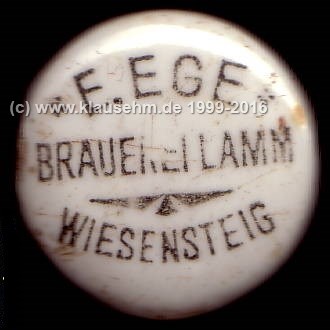 E. EGE
(c) www.klausehm.de 1999-2016
BRAUEREI LAMM
WIESENSTEIG